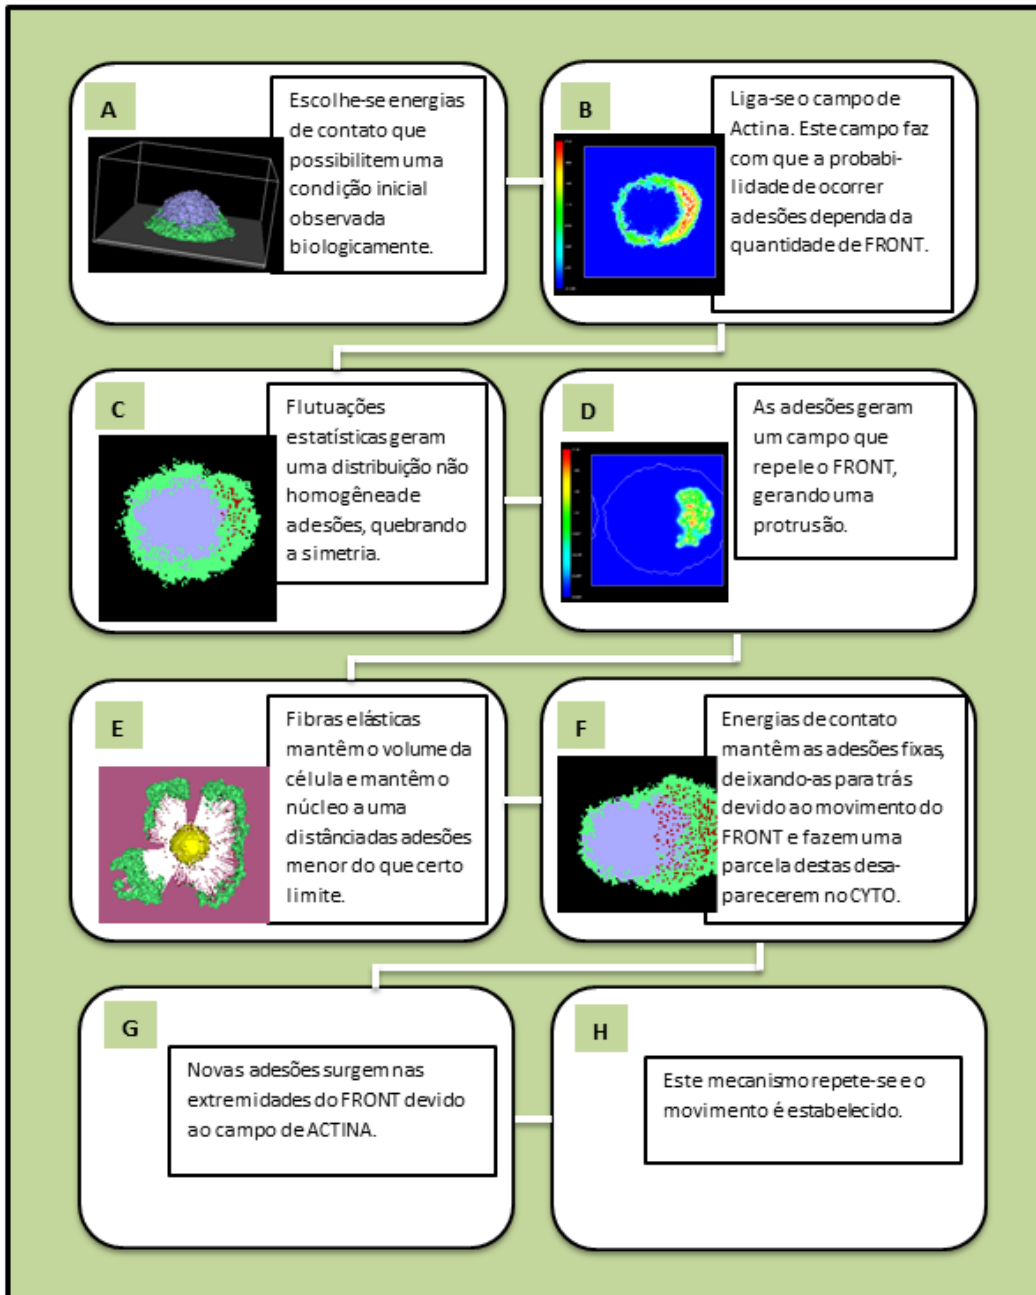 A
Escolhe-se energias
de contato que
possibilitem uma
condição inicial
observada
biologicamente.
B
Liga-se o campo de
Actina. Este campo faz
com que a probabi-
lidade de ocorrer
adesões dependa da
quantidade de FRONT.
C
Flutuações
estatísticas geram
uma distribuição não
homogênea de
adesões, quebrando
a simetria.
D
As adesões geram
um campo que
repele o FRONT,
gerando uma
protrusão.
E
Fibras elásticas
mantêm o volume da
célula e mantêm o
núcleo a uma
distância das adesões
menor do que certo
limite.
F
Energias de contato
mantêm as adesões fixas,
deixando-as para trás
devido ao movimento do
FRONT e fazem uma
parcela destas desa-
parecerem no CYTO.
G
Novas adesões surgem nas
extremidades do FRONT devido
ao campo de ACTINA.
H
Este mecanismo repete-se e o
movimento é estabelecido.